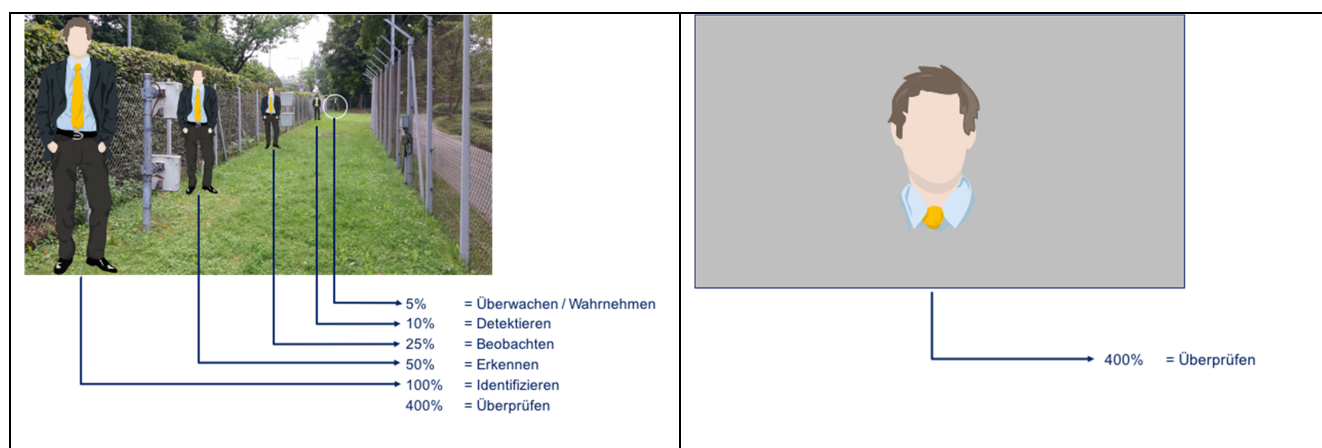 5% = Überwachen / Wahrnehmen
10% = Detektieren
25% = Beobachten
50% = Erkennen
100% = Identifizieren
400% = Überprüfen
400% = Überprüfen